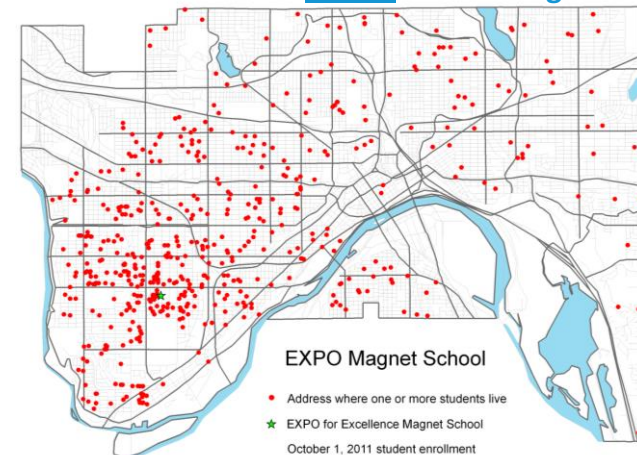 EXPO Magnet School
Address where one or more students live
EXPO for Excellence Magnet School
October 1, 2011 student enrollment